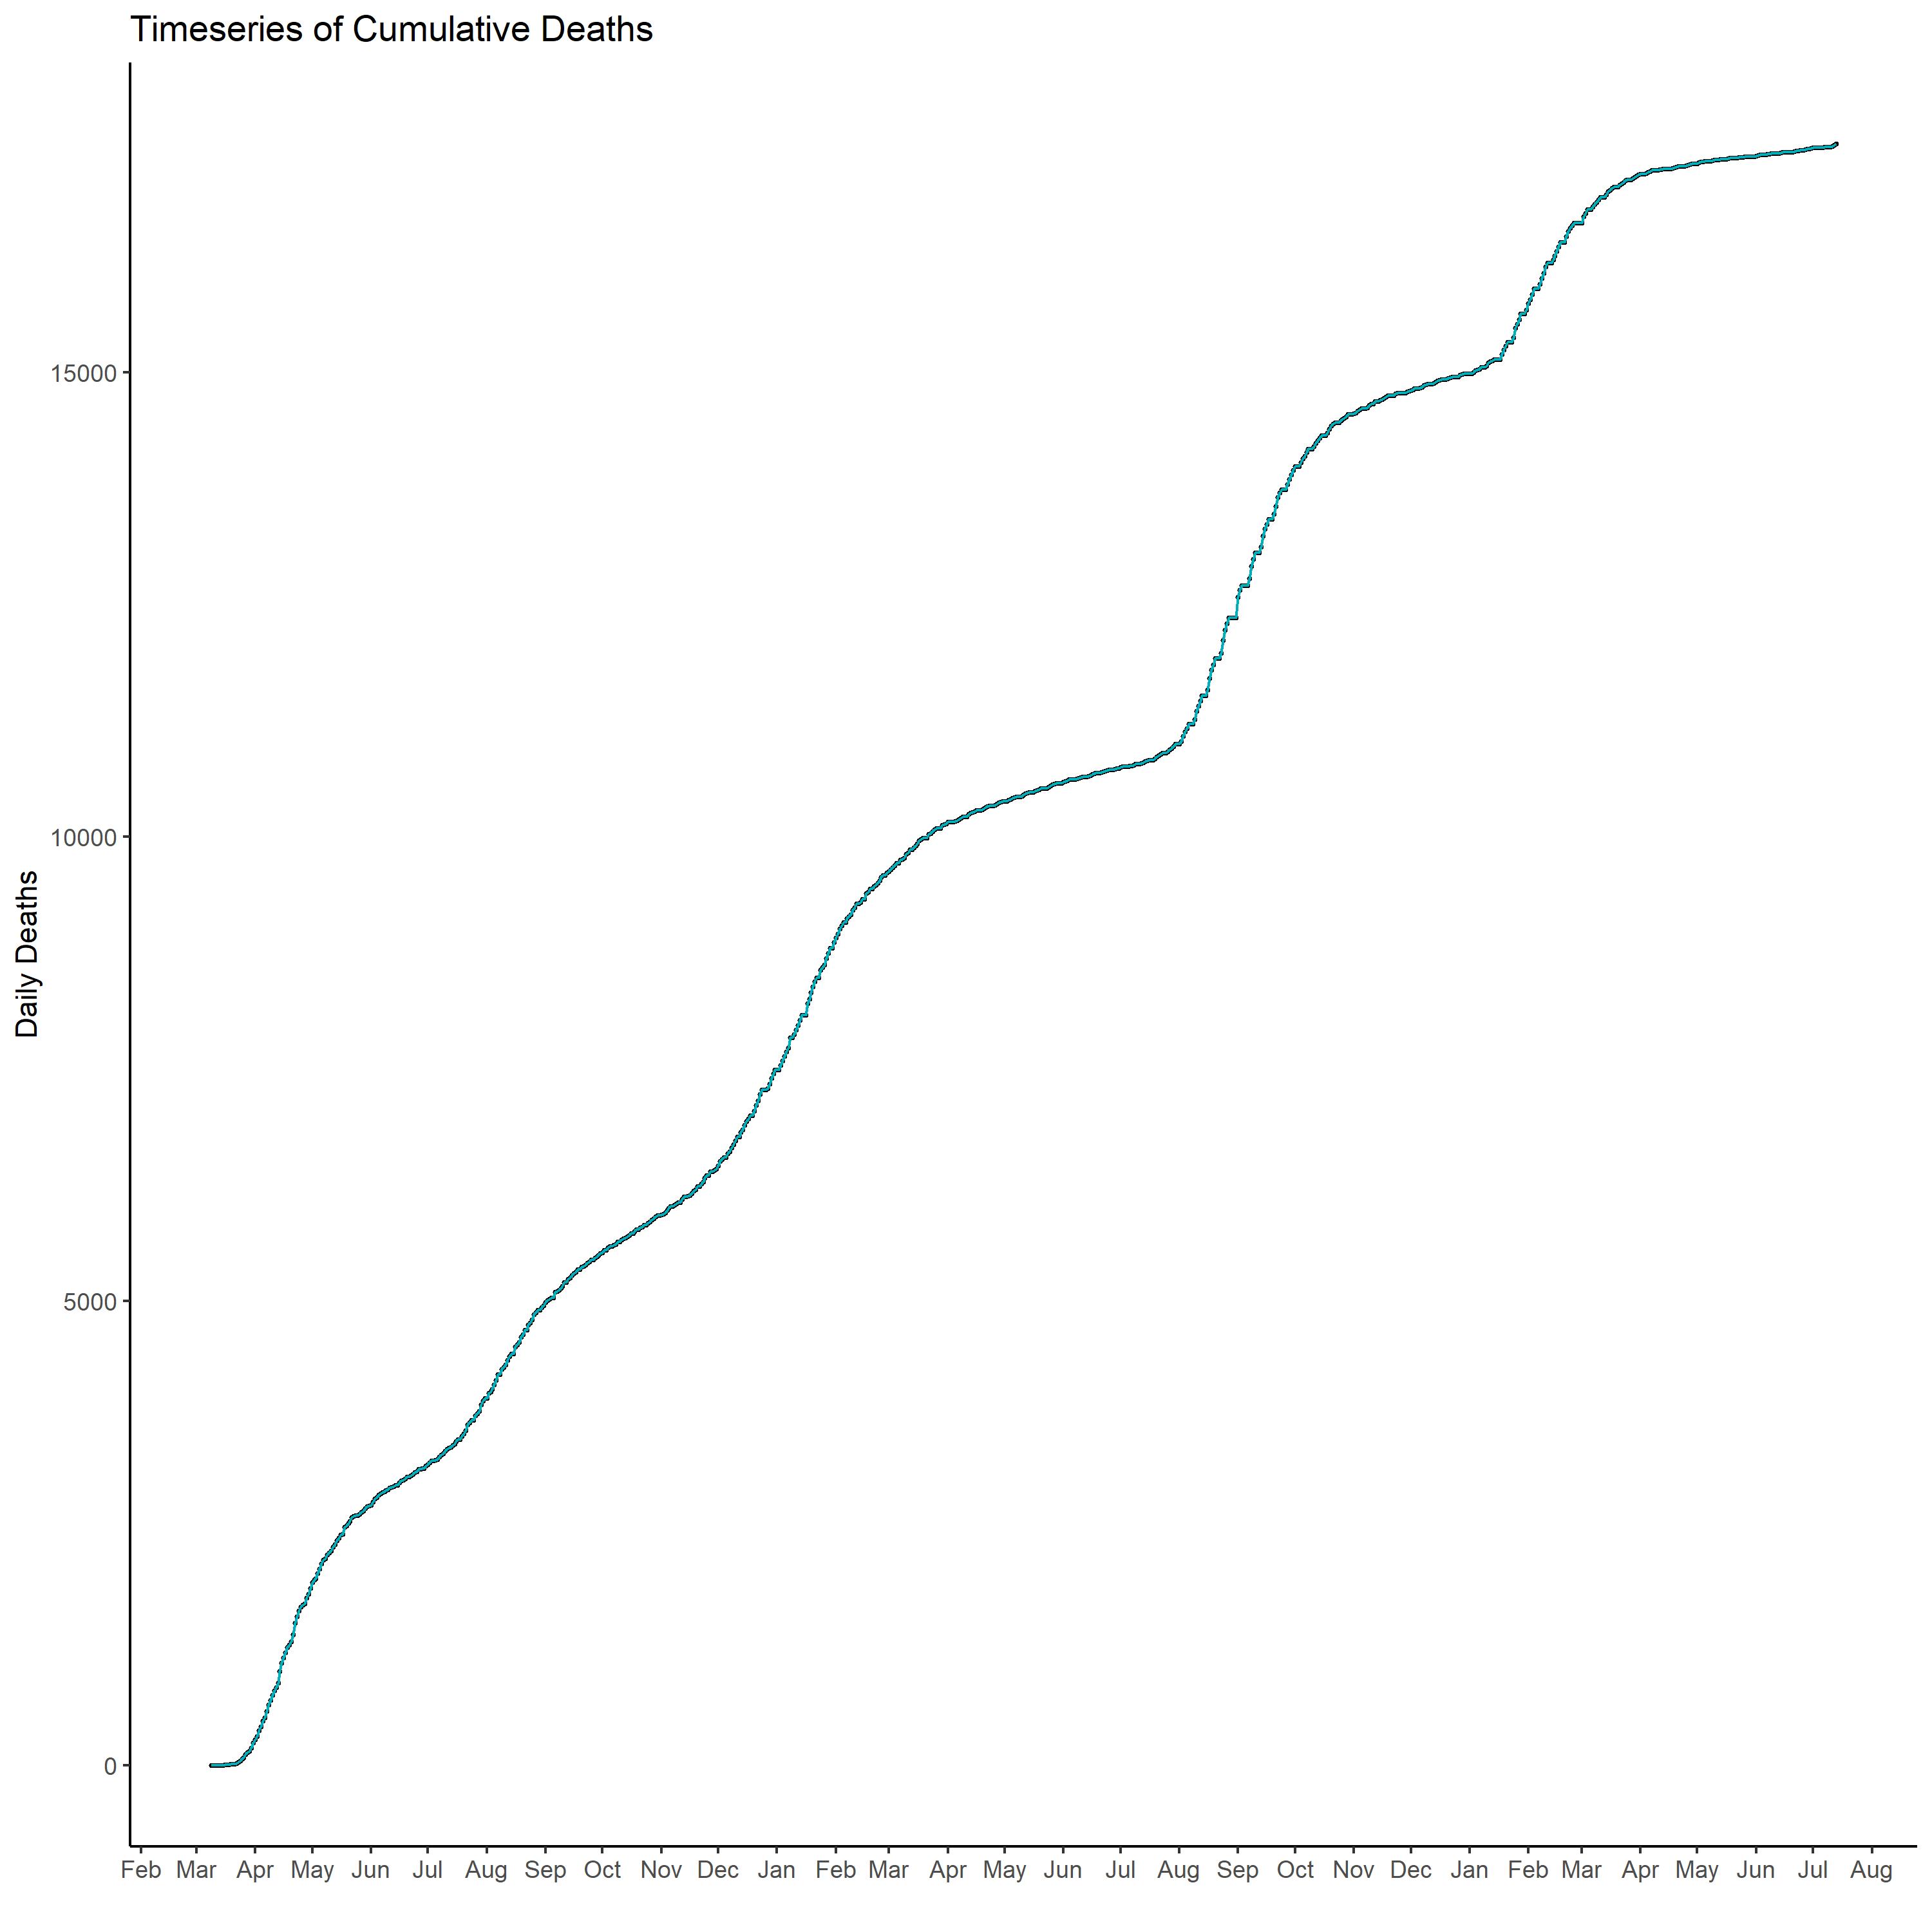 Timeseries of Cumulative Deaths
Daily Deaths
15000
10000
5000
0
Feb Mar Apr May Jun Jul Aug Sep Oct Nov Dec Jan Feb Mar Apr May Jun Jul Aug Sep Oct Nov Dec Jan Feb Mar Apr May Jun Jul Aug